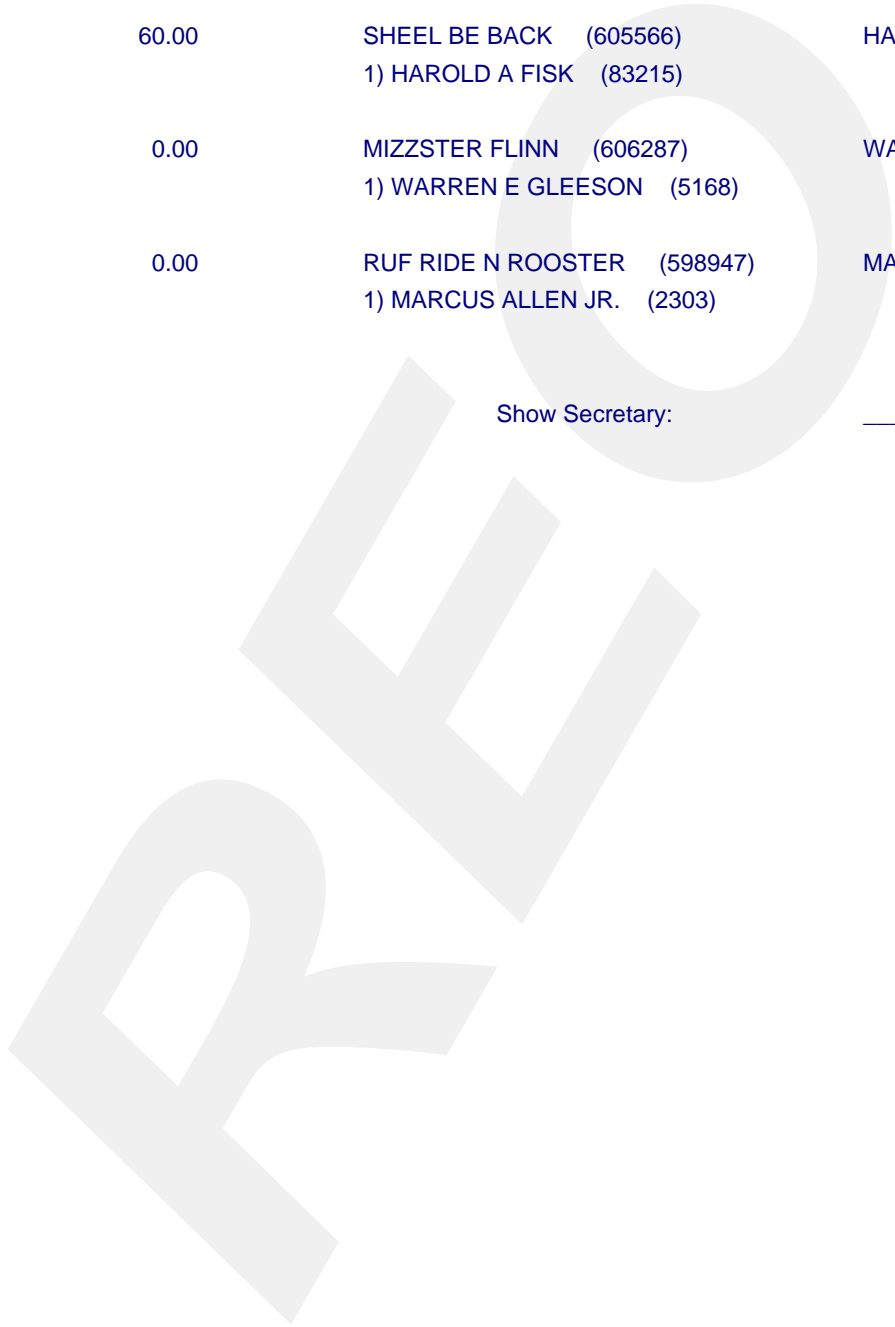 60.00 SHEEL BE BACK (605566) HA
1) HAROLD A FISK (83215)
0.00 MIZZSTER FLINN (606287) WA
1) WARREN E GLEESON (5168)
0.00 RUF RIDE N ROOSTER (598947) MA
1) MARCUS ALLEN JR. (2303)
Show Secretary: __
REO